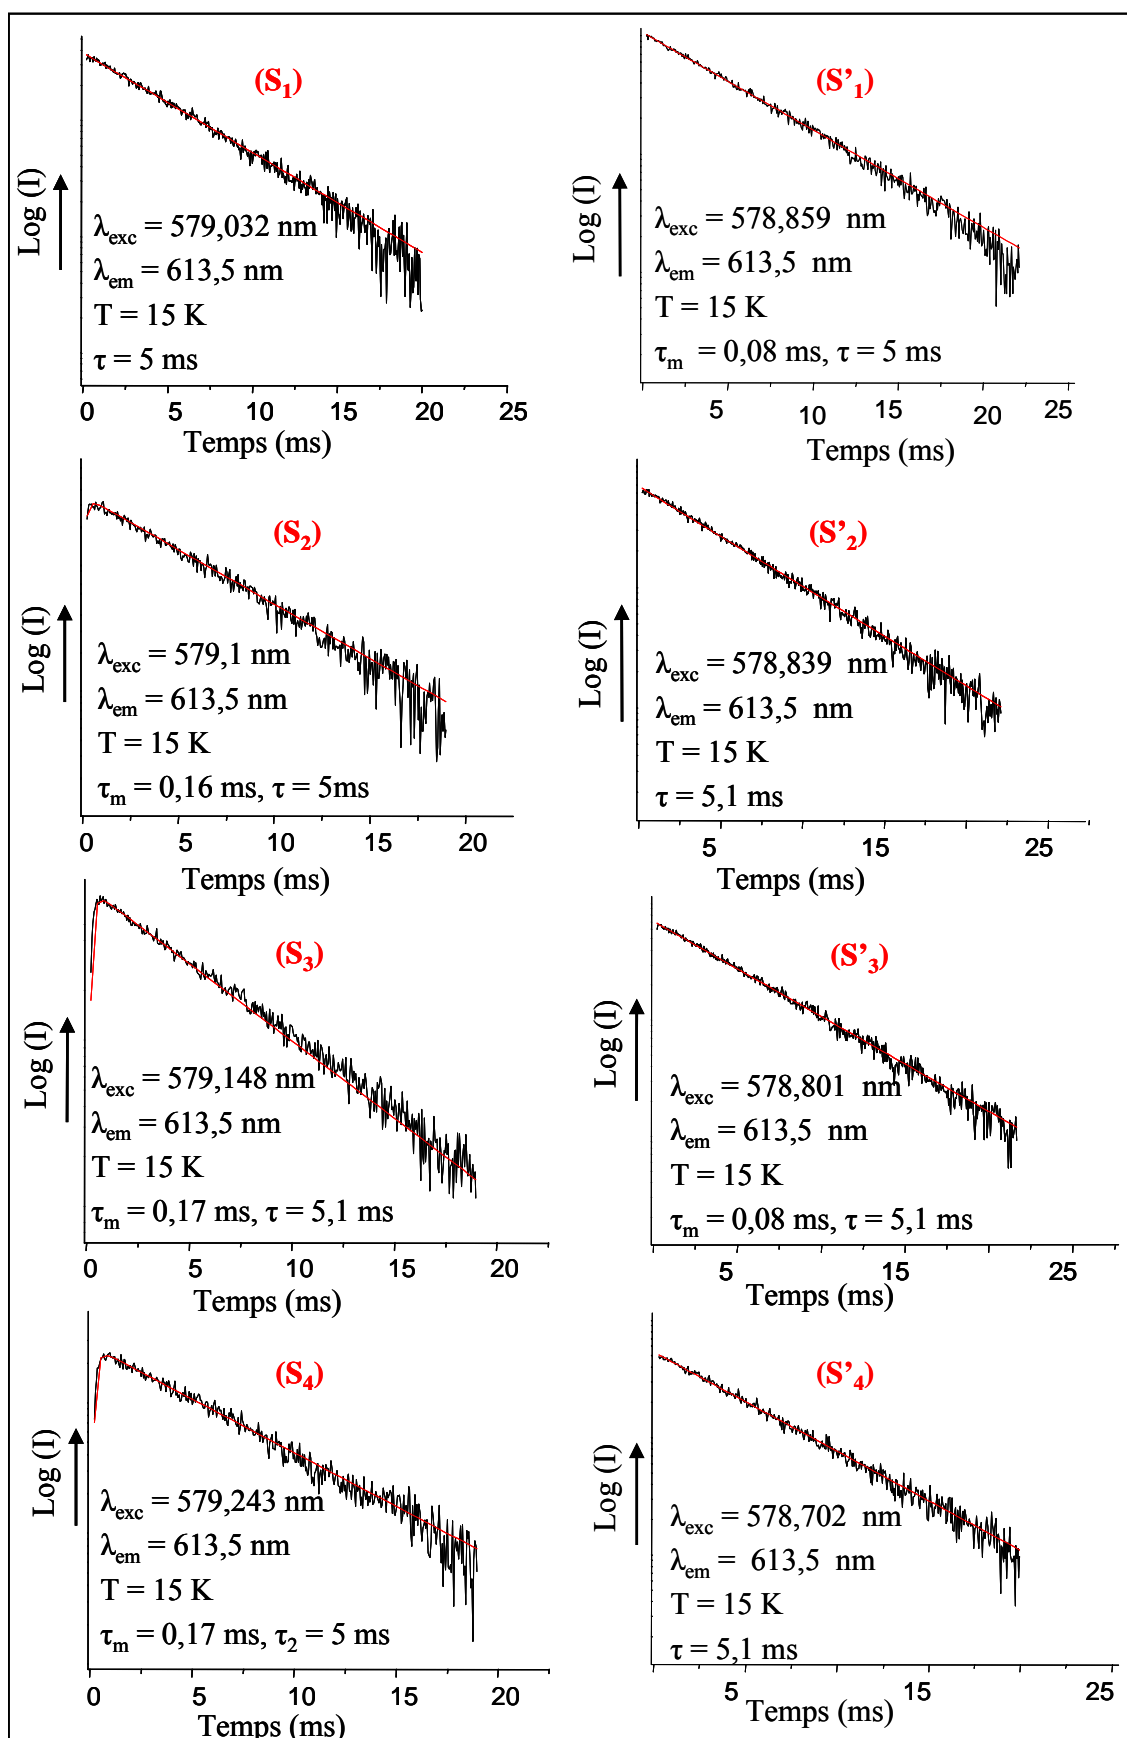 (S₁)
Log (I)
λexc = 579,032 nm
λem = 613,5 nm
T = 15 K
τ = 5 ms
0 5 10 15 20 25
Temps (ms)
(S’₁)
Log (I)
λexc = 578,859 nm
λem = 613,5 nm
T = 15 K
τm = 0,08 ms, τ = 5 ms
5 10 15 20 25
Temps (ms)
(S₂)
Log (I)
λexc = 579,1 nm
λem = 613,5 nm
T = 15 K
τm = 0,16 ms, τ = 5ms
0 5 10 15 20
Temps (ms)
(S’₂)
Log (I)
λexc = 578,839 nm
λem = 613,5 nm
T = 15 K
τ = 5,1 ms
5 15 25
Temps (ms)
(S₃)
Log (I)
λexc = 579,148 nm
λem = 613,5 nm
T = 15 K
τm = 0,17 ms, τ = 5,1 ms
0 5 10 15 20
Temps (ms)
(S’₃)
Log (I)
λexc = 578,801 nm
λem = 613,5 nm
T = 15 K
τm = 0,08 ms, τ = 5,1 ms
5 15 25
Temps (ms)
(S₄)
Log (I)
λexc = 579,243 nm
λem = 613,5 nm
T = 15 K
τm = 0,17 ms, τ₂ = 5 ms
0 5 10 15 20
Temps (ms)
(S’₄)
Log (I)
λexc = 578,702 nm
λem = 613,5 nm
T = 15 K
τ = 5,1 ms
5 15 25
Temps (ms)